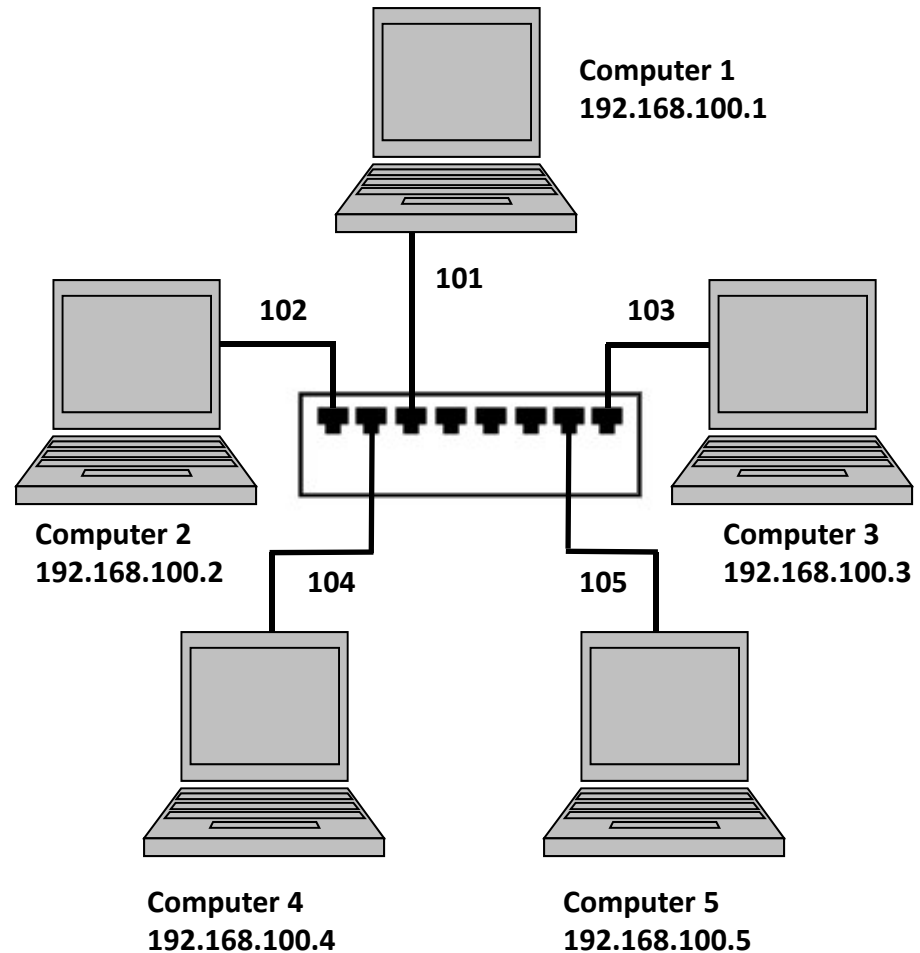 Computer 1
192.168.100.1
101
102
103
Computer 2
192.168.100.2
Computer 3
192.168.100.3
104
105
Computer 4
192.168.100.4
Computer 5
192.168.100.5